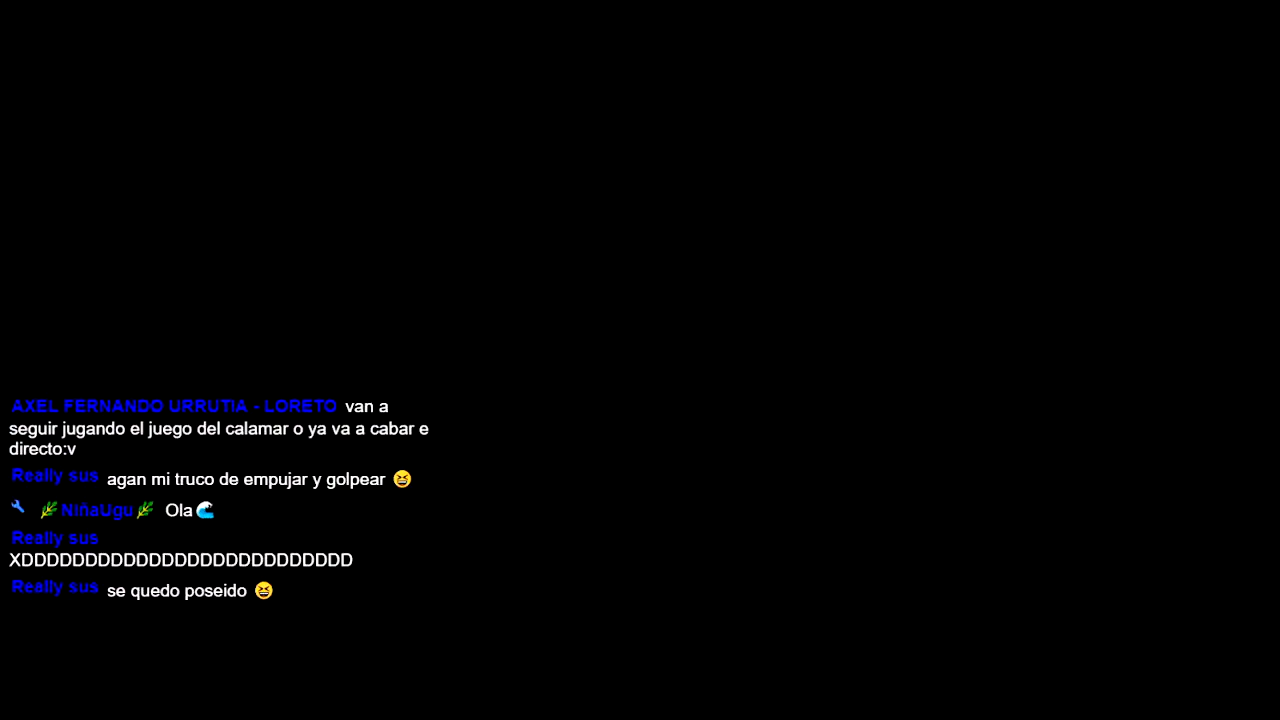 AXEL FERNANDO URRUTIA - LORETO van a
seguir jugando el juego del calamar o ya va a cabar e
directo:v
Really sus agan mi truco de empujar y golpear 😆
🔧 🌿NiñaUgu🌿 Ola🌊
Really sus
XDDDDDDDDDDDDDDDDDDDDDDDDDD
Really sus se quedo poseido 😆